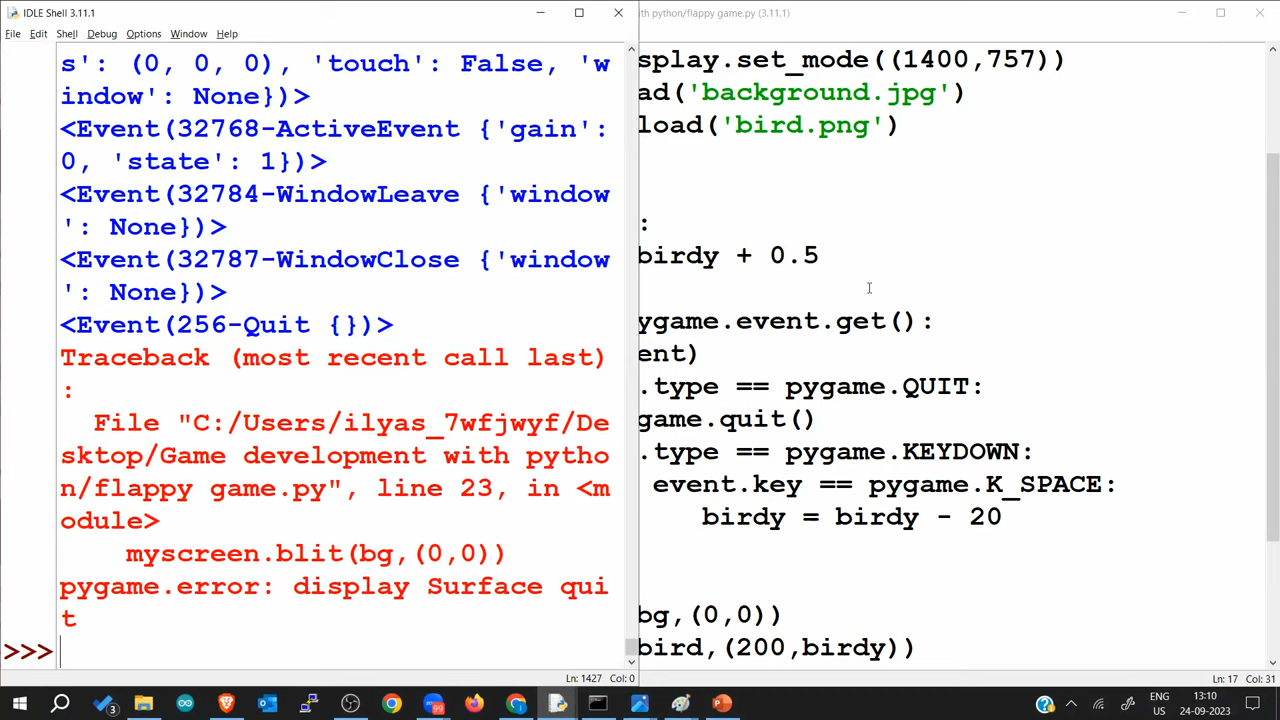 IDLE Shell 3.11.1
File Edit Shell Debug Options Window Help
s': (0, 0, 0), 'touch': False, 'w
indow': None})>
<Event(32768-ActiveEvent {'gain':
0, 'state': 1})>
<Event(32784-WindowLeave {'window
': None})>
<Event(32787-WindowClose {'window
': None})>
<Event(256-Quit {})>
Traceback (most recent call last)
:
File "C:/Users/ilyas_7wfjwyf/De
sktop/Game development with pytho
n/flappy game.py", line 23, in <m
odule>
myscreen.blit(bg,(0,0))
pygame.error: display Surface qui
t
>>>
Ln: 1427 Col: 0
th python/flappy game.py (3.11.1)
splay.set_mode((1400,757))
ad('background.jpg')
load('bird.png')
:
birdy + 0.5
ygame.event.get():
ent)
.type == pygame.QUIT:
game.quit()
.type == pygame.KEYDOWN:
event.key == pygame.K_SPACE:
birdy = birdy - 20
bg,(0,0))
bird,(200,birdy))
Ln: 17 Col: 31
3
99
ENG
US
13:10
24-09-2023